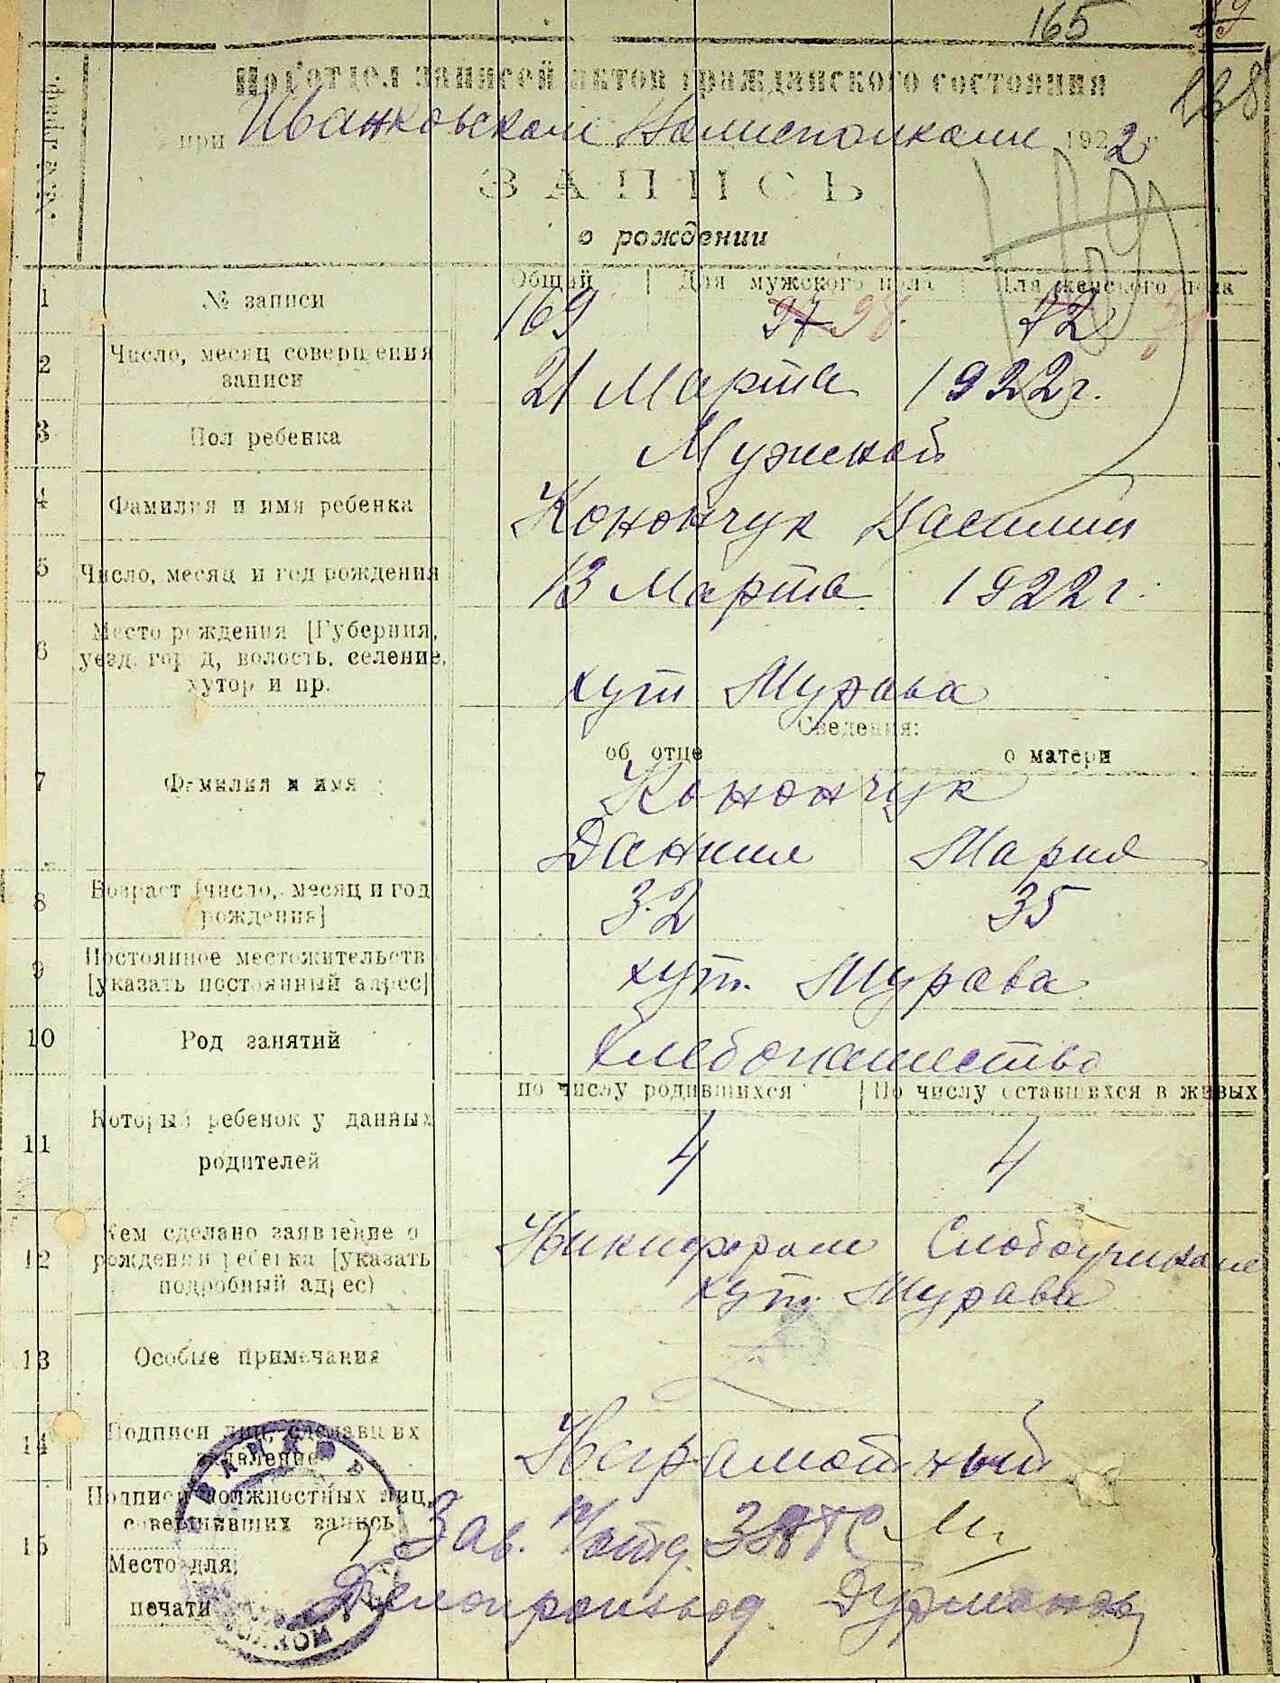 165
Подотдел записей актов гражданского состояния
при Иванковском Волисполкоме 1922
ЗАПИСЬ
о рождении
Общий Для мужского пола Для женского пола
1 № записи 169 97 98. 72
2 Число, месяц совершения записи 21 Марта 1922 г.
3 Пол ребенка Мужской
4 Фамилия и имя ребенка Конончук Василий
5 Число, месяц и год рождения 13 Марта 1922 г.
6 Место рождения [Губерния,
уезд, город, волость, селение,
хутор и пр. хут Мурава
Сведения:
об отце о матери
7 Фамилия и имя Конончук
Даниил Мария
8 Возраст [число, месяц и год
рождения] 32 35
9 Постоянное местожительств
[указать постоянный адрес] хут. Мурава
10 Род занятий Хлебопашество
по числу родившихся По числу оставшихся в живых
11 Который ребенок у данных
родителей 4 4
12 Кем сделано заявление о
рождении ребенка [указать
подробный адрес)
Никифором
хут. Мурава
13 Особые примечания
14 Подписи лиц, сделавших
заявление Неграмотный
15 Подписи должностных лиц,
совершивших запись Зав. П/отд. ЗАГС
Место для
печати Делопроизвод.